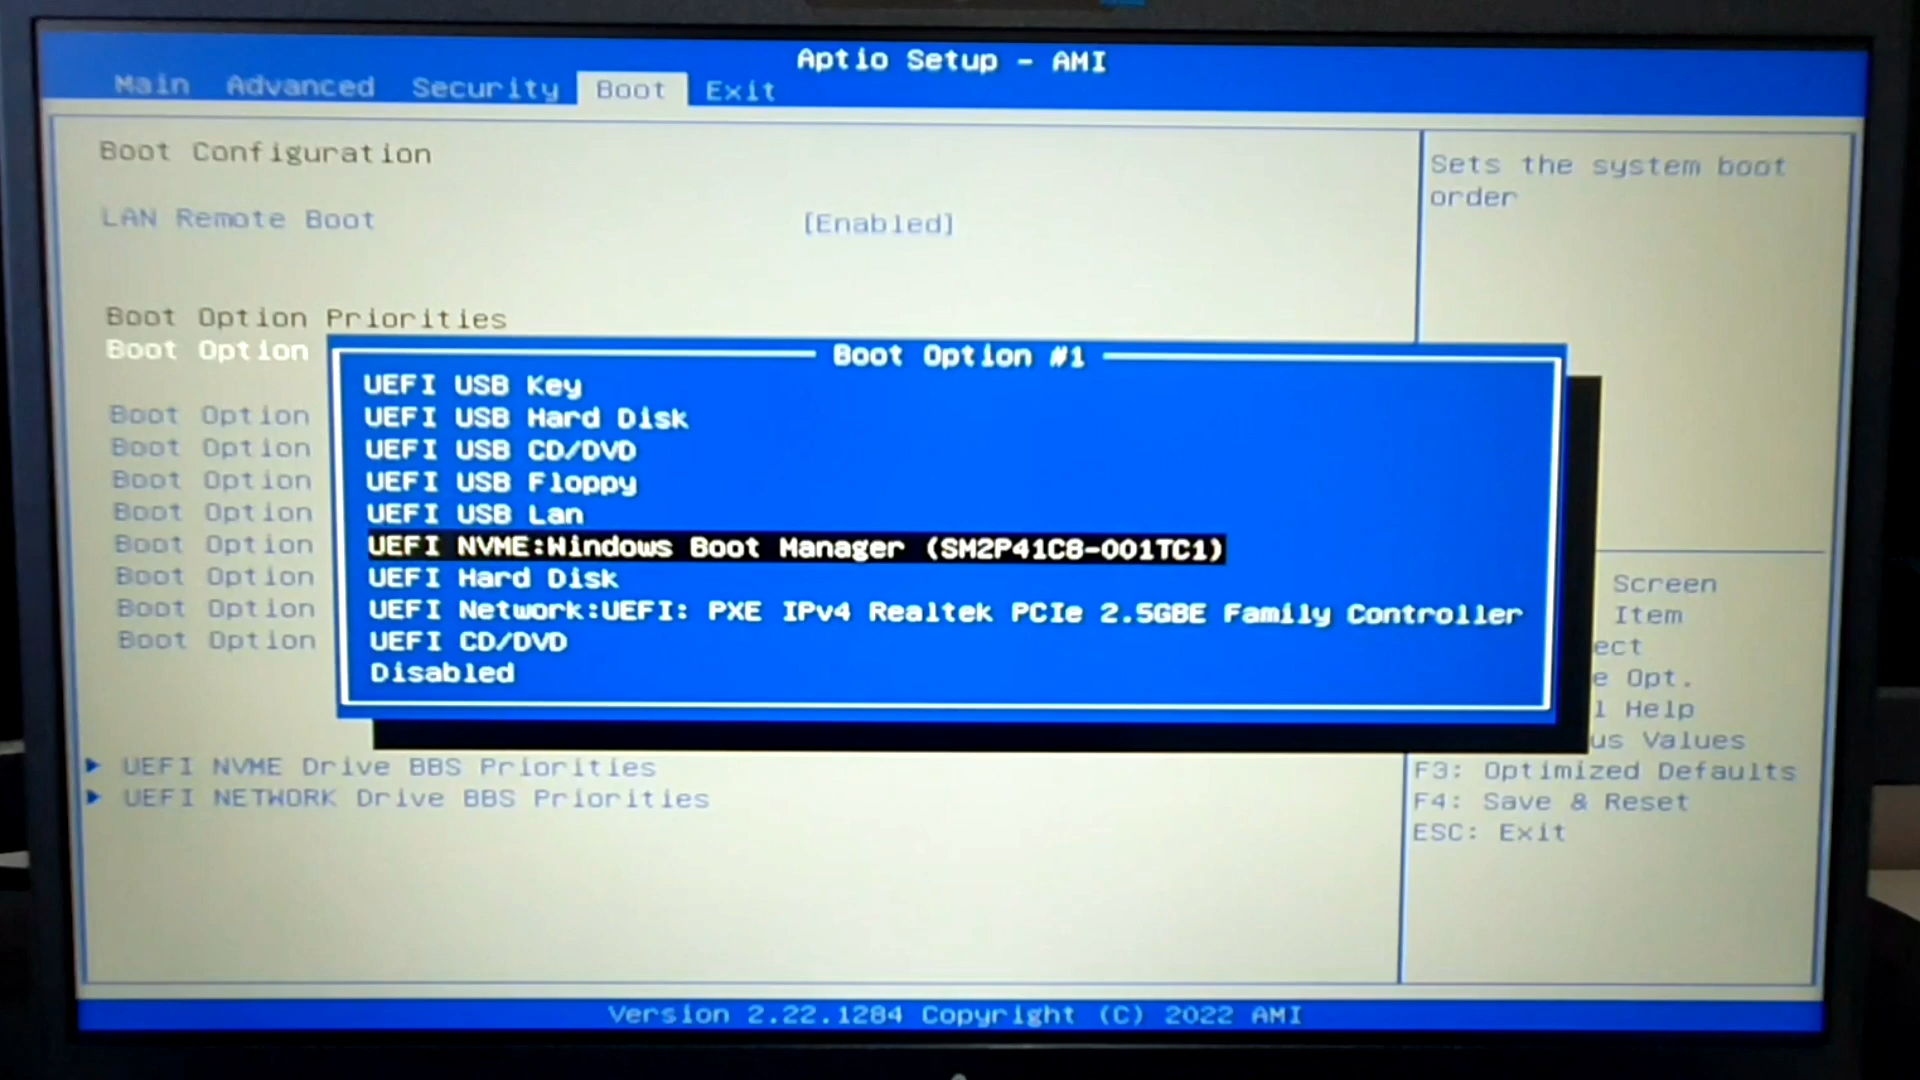 Aptio Setup - AMI
Main Advanced Security Boot Exit
Boot Configuration
LAN Remote Boot [Enabled]
Boot Option Priorities
Boot Option
Boot Option
Boot Option
Boot Option
Boot Option
Boot Option
Boot Option
Boot Option
Boot Option
Boot Option #1
UEFI USB Key
UEFI USB Hard Disk
UEFI USB CD/DVD
UEFI USB Floppy
UEFI USB Lan
UEFI NVME:Windows Boot Manager (SM2P41C8-001TC1)
UEFI Hard Disk
UEFI Network:UEFI: PXE IPv4 Realtek PCIe 2.5GBE Family Controller
UEFI CD/DVD
Disabled
UEFI NVME Drive BBS Priorities
UEFI NETWORK Drive BBS Priorities
Sets the system boot
order
Screen
Item
ect
e Opt.
l Help
us Values
F3: Optimized Defaults
F4: Save & Reset
ESC: Exit
Version 2.22.1284 Copyright (C) 2022 AMI